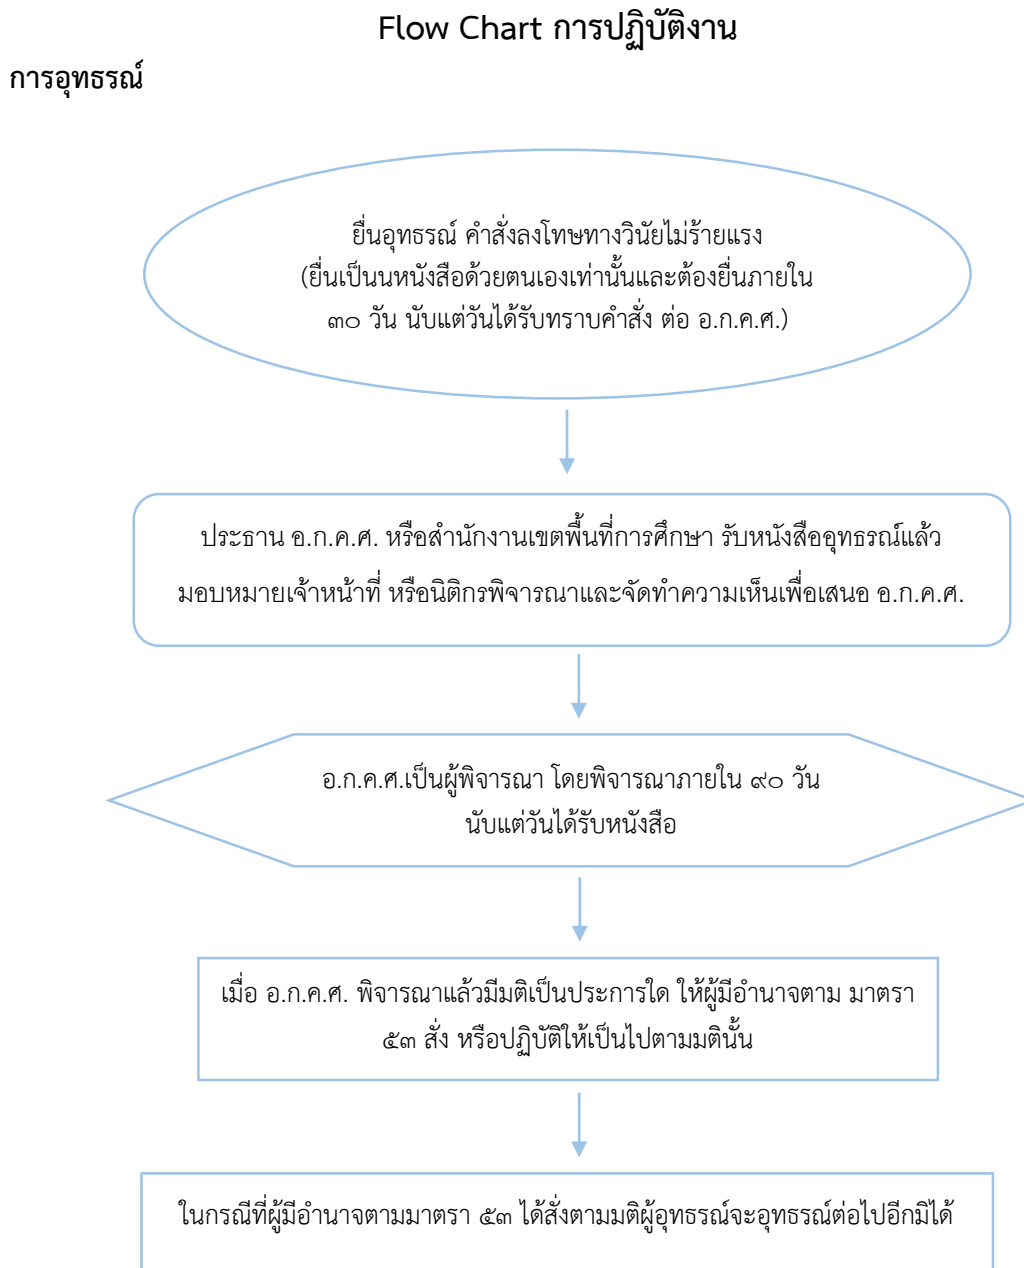 Flow Chart การปฏิบัติงาน
การอุทธรณ์
ยื่นอุทธรณ์ คำสั่งลงโทษทางวินัยไม่ร้ายแรง
(ยื่นเป็นนหนังสือด้วยตนเองเท่านั้นและต้องยื่นภายใน
๓๐ วัน นับแต่วันได้รับทราบคำสั่ง ต่อ อ.ก.ค.ศ.)
ประธาน อ.ก.ค.ศ. หรือสำนักงานเขตพื้นที่การศึกษา รับหนังสืออุทธรณ์แล้ว
มอบหมายเจ้าหน้าที่ หรือนิติกรพิจารณาและจัดทำความเห็นเพื่อเสนอ อ.ก.ค.ศ.
อ.ก.ค.ศ.เป็นผู้พิจารณา โดยพิจารณาภายใน ๙๐ วัน
นับแต่วันได้รับหนังสือ
เมื่อ อ.ก.ค.ศ. พิจารณาแล้วมีมติเป็นประการใด ให้ผู้มีอำนาจตาม มาตรา
๕๓ สั่ง หรือปฏิบัติให้เป็นไปตามมตินั้น
ในกรณีที่ผู้มีอำนาจตามมาตรา ๕๓ ได้สั่งตามมติผู้อุทธรณ์จะอุทธรณ์ต่อไปอีกมิได้